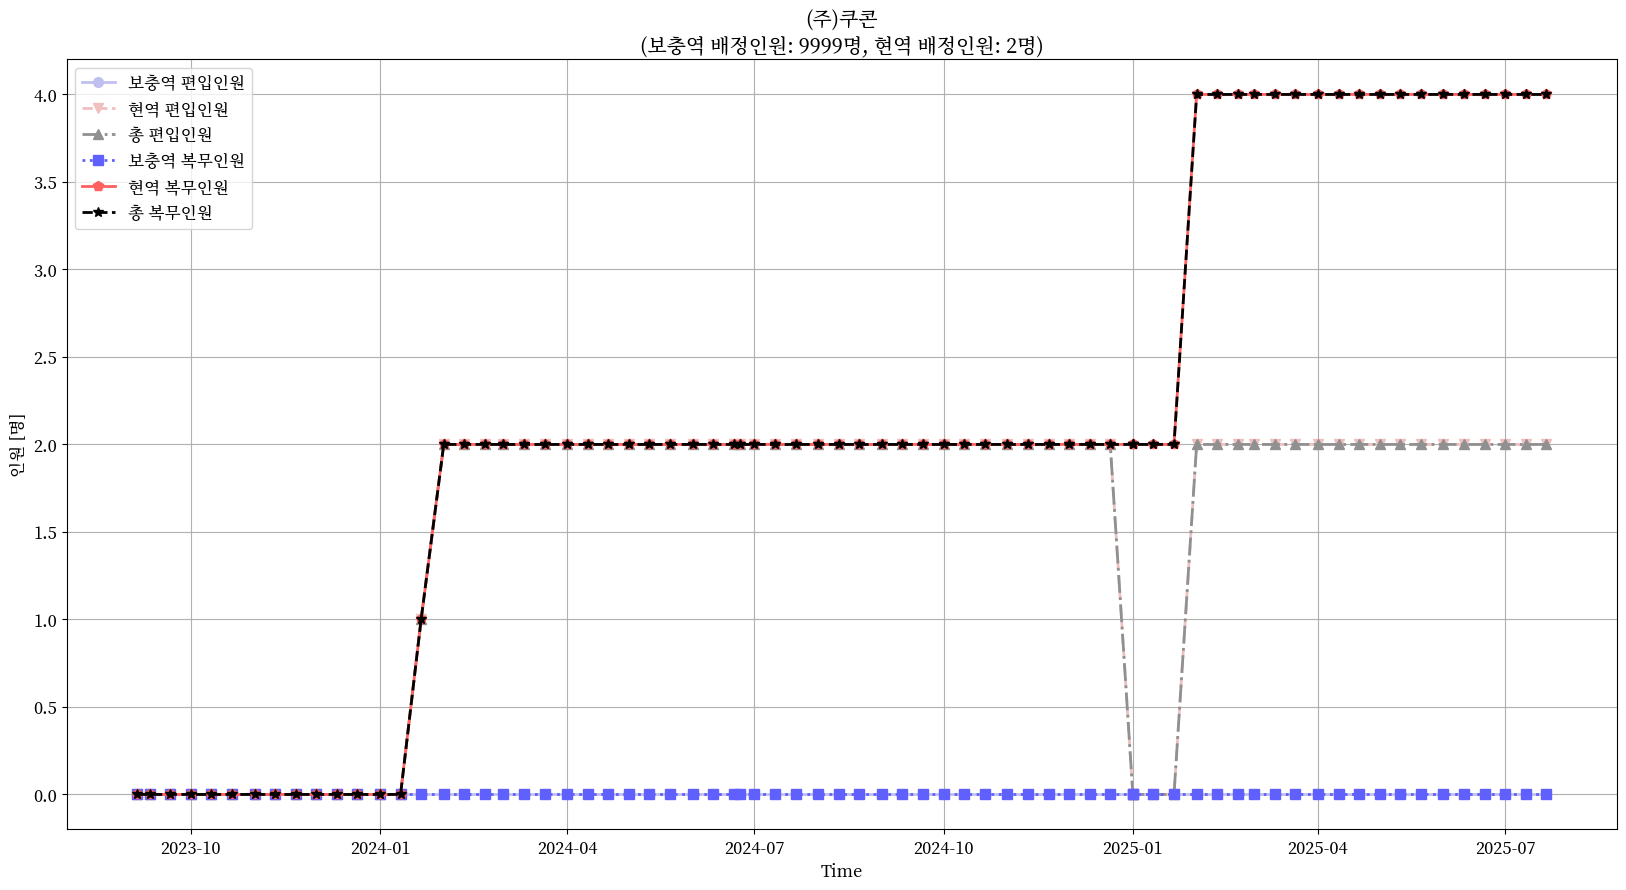 (주)쿠콘
(보충역 배정인원: 9999명, 현역 배정인원: 2명)
보충역 편입인원
현역 편입인원
총 편입인원
보충역 복무인원
현역 복무인원
총 복무인원
4.0
3.5
3.0
2.5
2.0
1.5
1.0
0.5
0.0
인원 [명]
2023-10 2024-01 2024-04 2024-07 2024-10 2025-01 2025-04 2025-07
Time